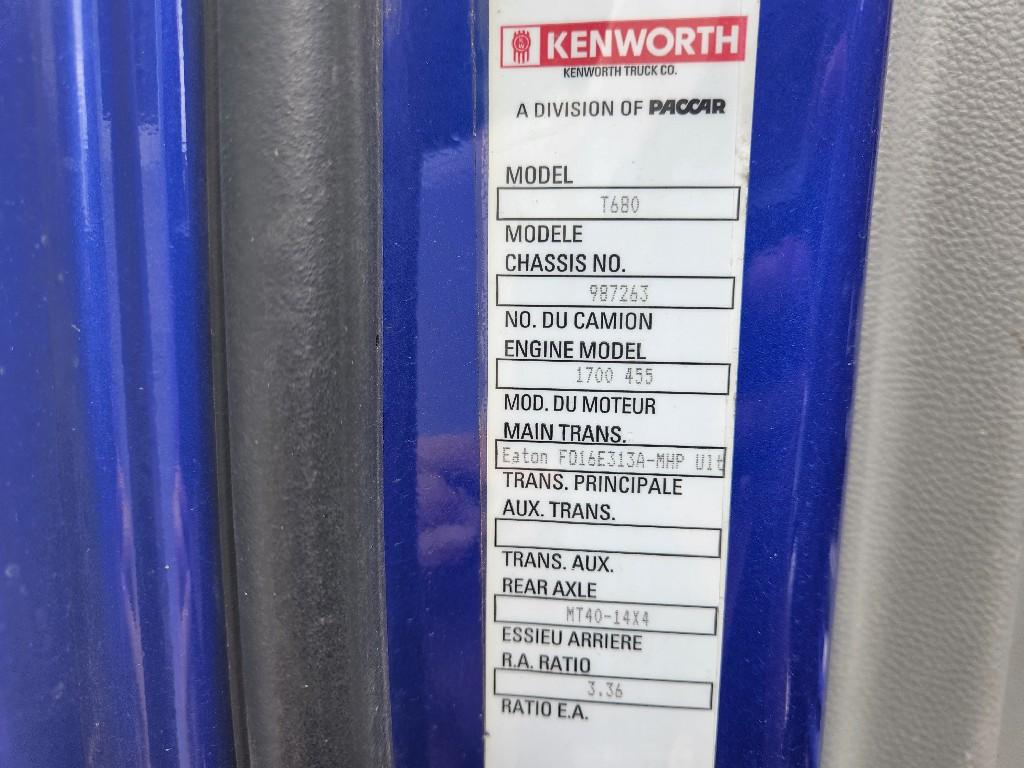 KENWORTH
KENWORTH TRUCK CO.
A DIVISION OF PACCAR
MODEL
T680
MODELE
CHASSIS NO.
987263
NO. DU CAMION
ENGINE MODEL
1700 455
MOD. DU MOTEUR
MAIN TRANS.
Eaton FO16E313A-MHP Ult
TRANS. PRINCIPALE
AUX. TRANS.
TRANS. AUX.
REAR AXLE
MT40-14X4
ESSIEU ARRIERE
R.A. RATIO
3.36
RATIO E.A.